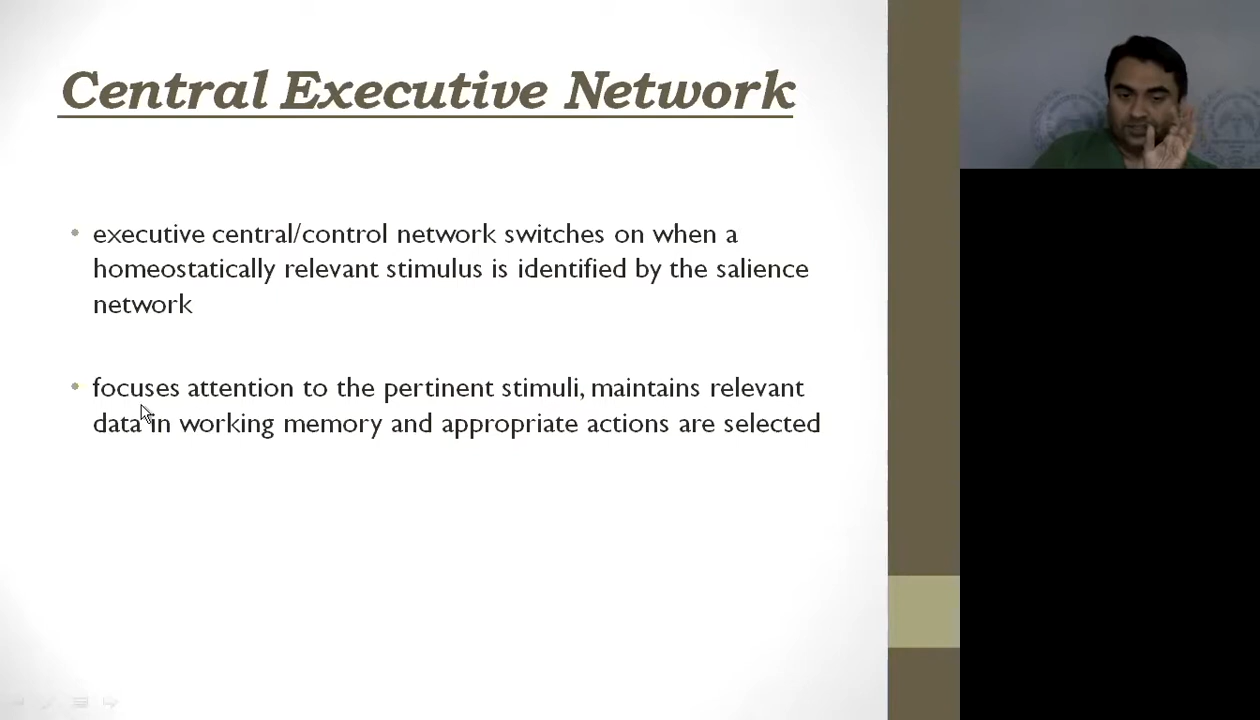 Central Executive Network
executive central/control network switches on when a
homeostatically relevant stimulus is identified by the salience
network
focuses attention to the pertinent stimuli, maintains relevant
data in working memory and appropriate actions are selected